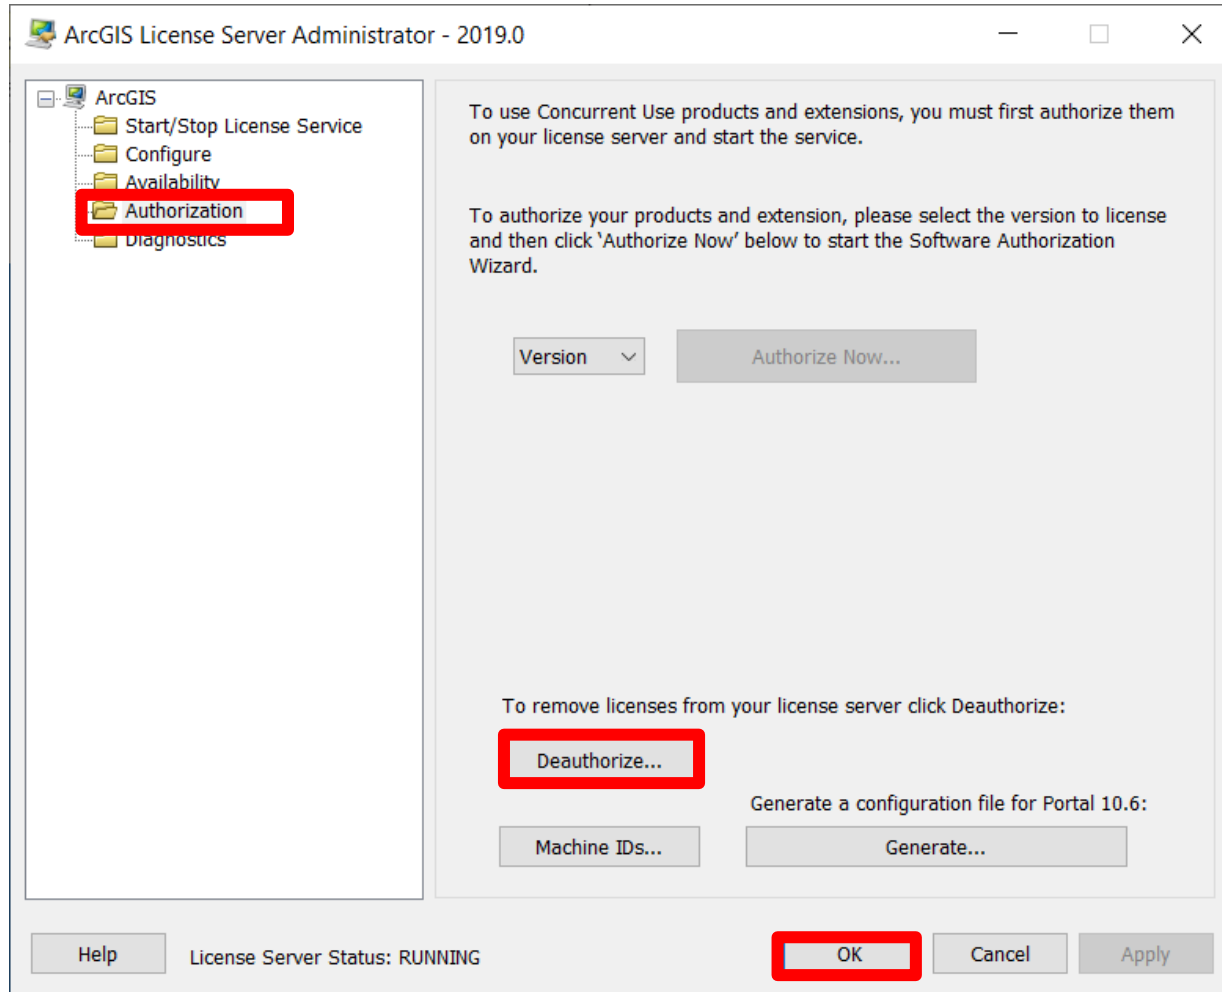 ArcGIS License Server Administrator - 2019.0
ArcGIS
Start/Stop License Service
Configure
Availability
Authorization
Diagnostics
To use Concurrent Use products and extensions, you must first authorize them
on your license server and start the service.
To authorize your products and extension, please select the version to license
and then click ‘Authorize Now’ below to start the Software Authorization
Wizard.
Version
Authorize Now...
To remove licenses from your license server click Deauthorize:
Deauthorize...
Generate a configuration file for Portal 10.6:
Machine IDs...
Generate...
Help
License Server Status: RUNNING
OK
Cancel
Apply